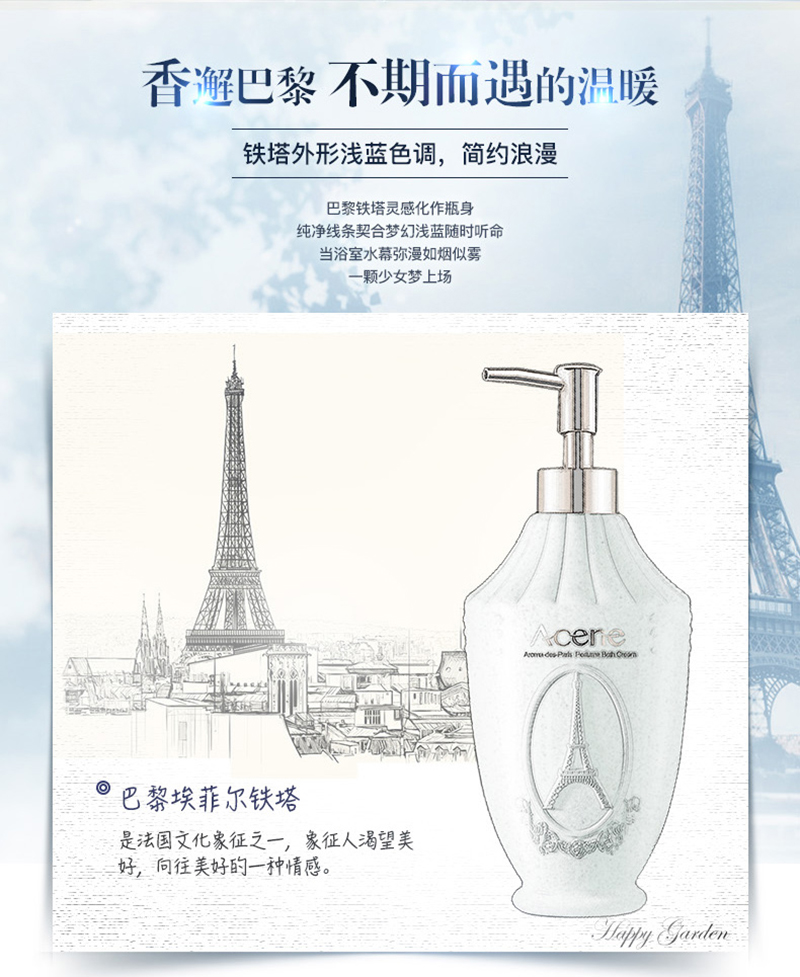 香邂巴黎 不期而遇的温暖
铁塔外形浅蓝色调，简约浪漫
巴黎铁塔灵感化作瓶身
纯净线条契合梦幻浅蓝随时听命
当浴室水幕弥漫如烟似雾
一颗少女梦上场
Acene
Aroma-des-Paris Perfume Bath Cream
巴黎埃菲尔铁塔
是法国文化象征之一，象征人渴望美
好，向往美好的一种情感。
Happy Garden